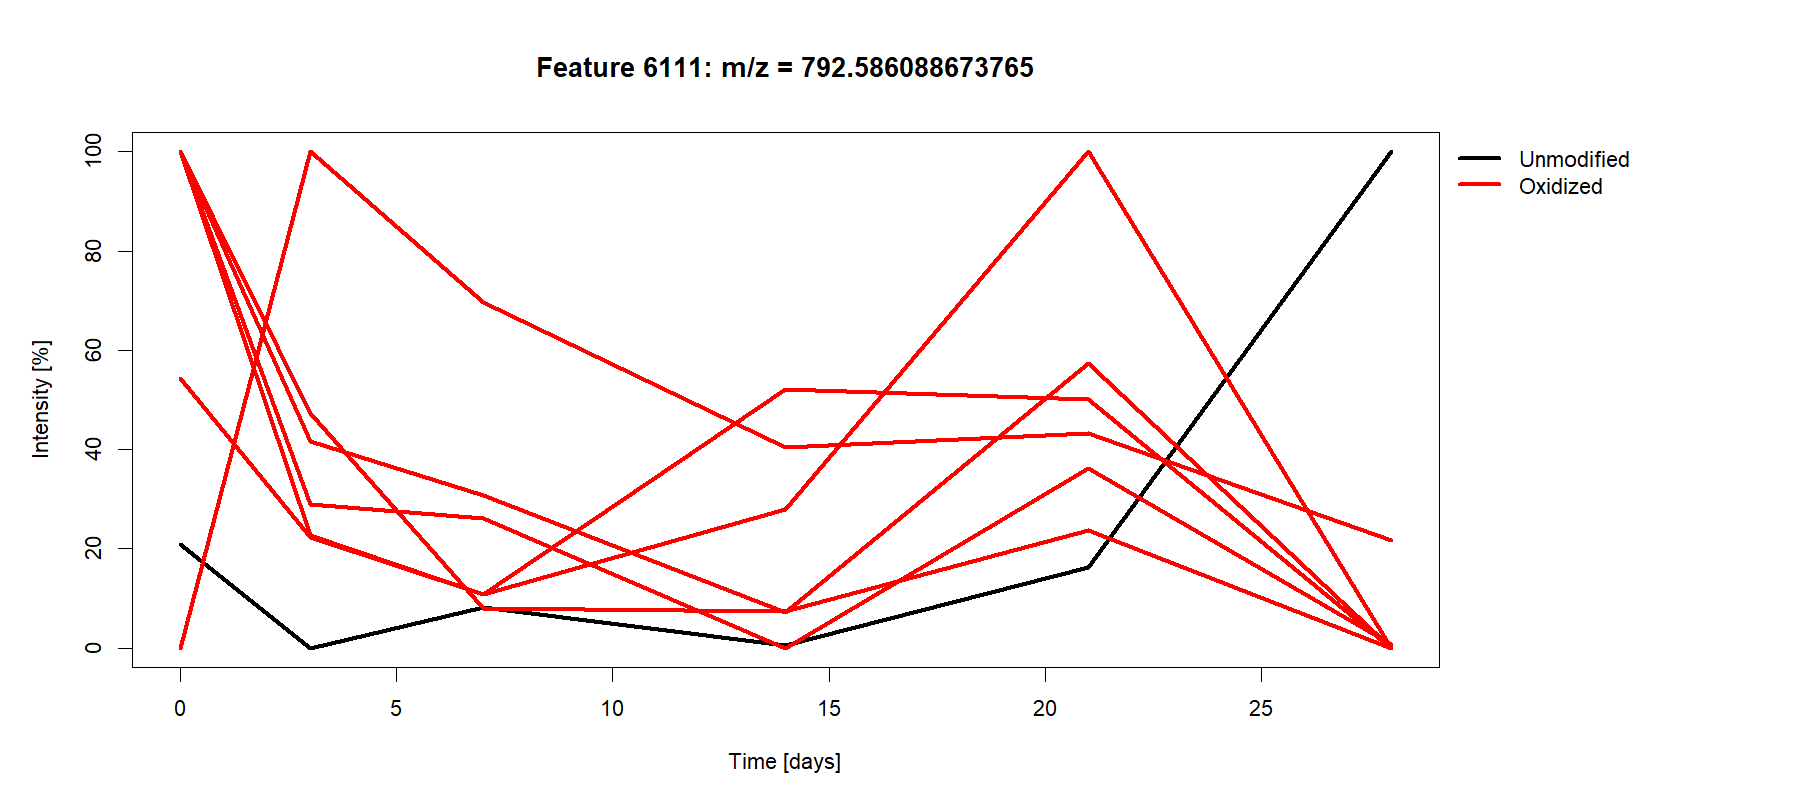 Feature 6111: m/z = 792.586088673765
Unmodified
Oxidized
Intensity [%]
100
80
60
40
20
0
0 5 10 15 20 25
Time [days]